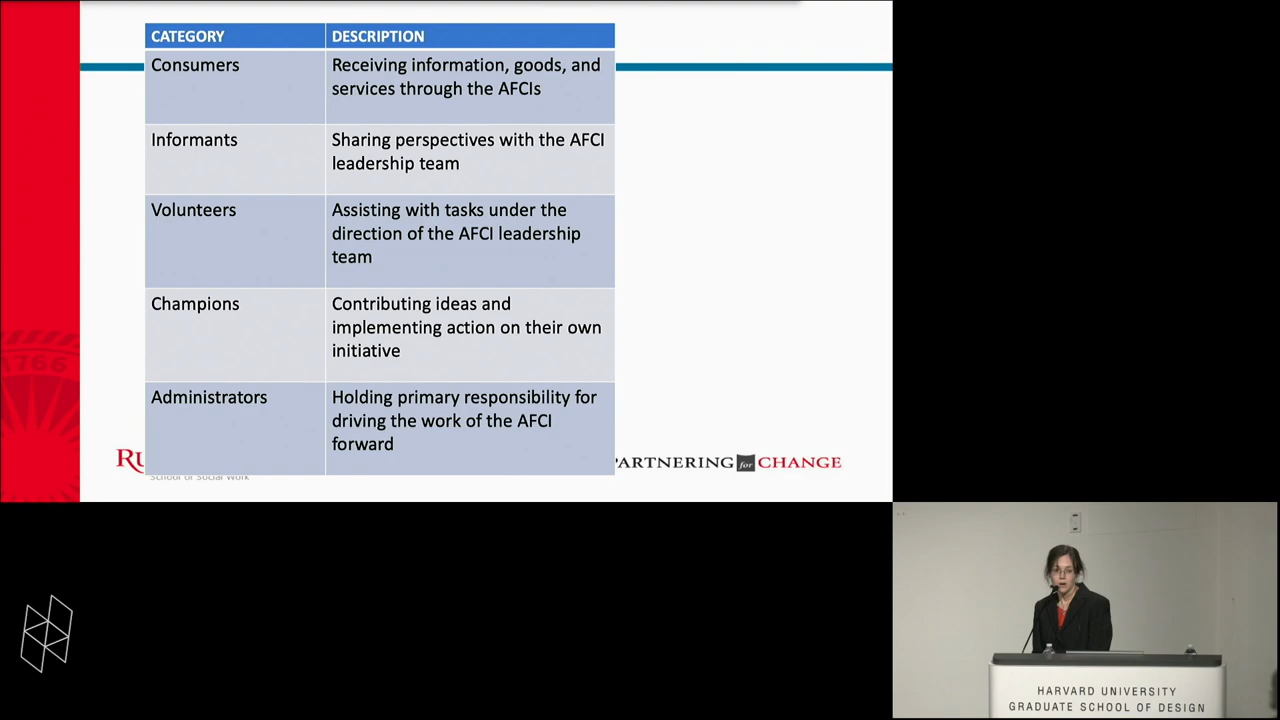 CATEGORY
DESCRIPTION
Consumers
Receiving information, goods, and
services through the AFCIs
Informants
Sharing perspectives with the AFCI
leadership team
Volunteers
Assisting with tasks under the
direction of the AFCI leadership
team
Champions
Contributing ideas and
implementing action on their own
initiative
Administrators
Holding primary responsibility for
driving the work of the AFCI
forward
1766
RU
School of Social Work
PARTNERING for CHANGE
HARVARD UNIVERSITY
GRADUATE SCHOOL OF DESIGN